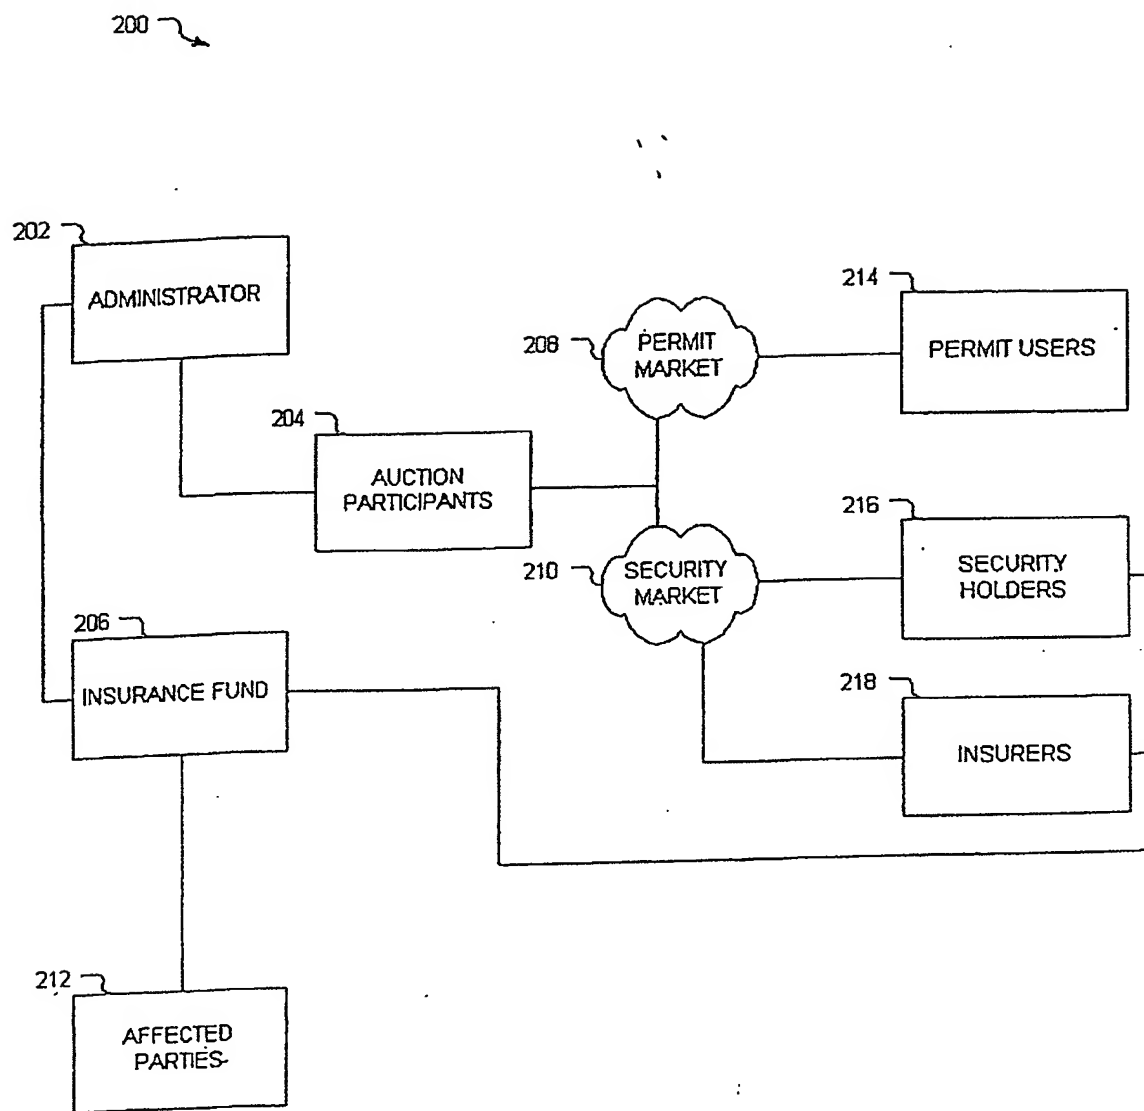 200
202
ADMINISTRATOR
204
AUCTION
PARTICIPANTS
206
INSURANCE FUND
208
PERMIT
MARKET
214
PERMIT USERS
210
SECURITY
MARKET
216
SECURITY
HOLDERS
218
INSURERS
212
AFFECTED
PARTIES